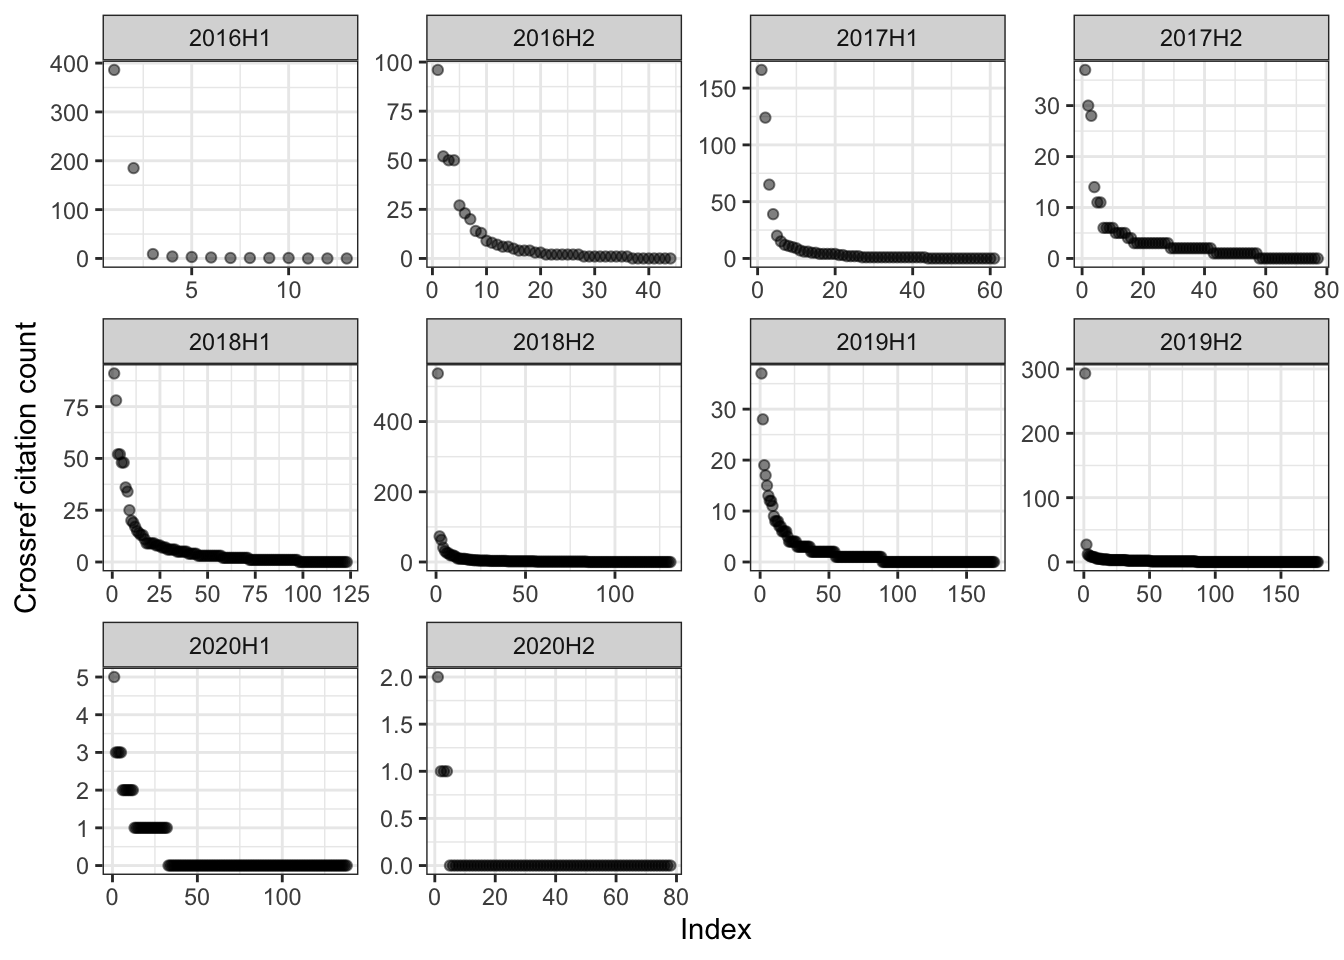 2016H1 2016H2 2017H1 2017H2
400 100 150 30
300 75 100 20
200 50 50 10
100 25 0 0
0 0
5 10 0 10 20 30 40 0 20 40 60 0 20 40 60 80
Crossref citation count
2018H1 2018H2 2019H1 2019H2
75 400 30 300
50 200 20 200
25 0 10 100
0 0 0
0 25 50 75 100 125 0 50 100 0 50 100 150 0 50 100 150
2020H1 2020H2
5 2.0
4 1.5
3 1.0
2 0.5
1 0.0
0
0 50 100 0 20 40 60 80
Index